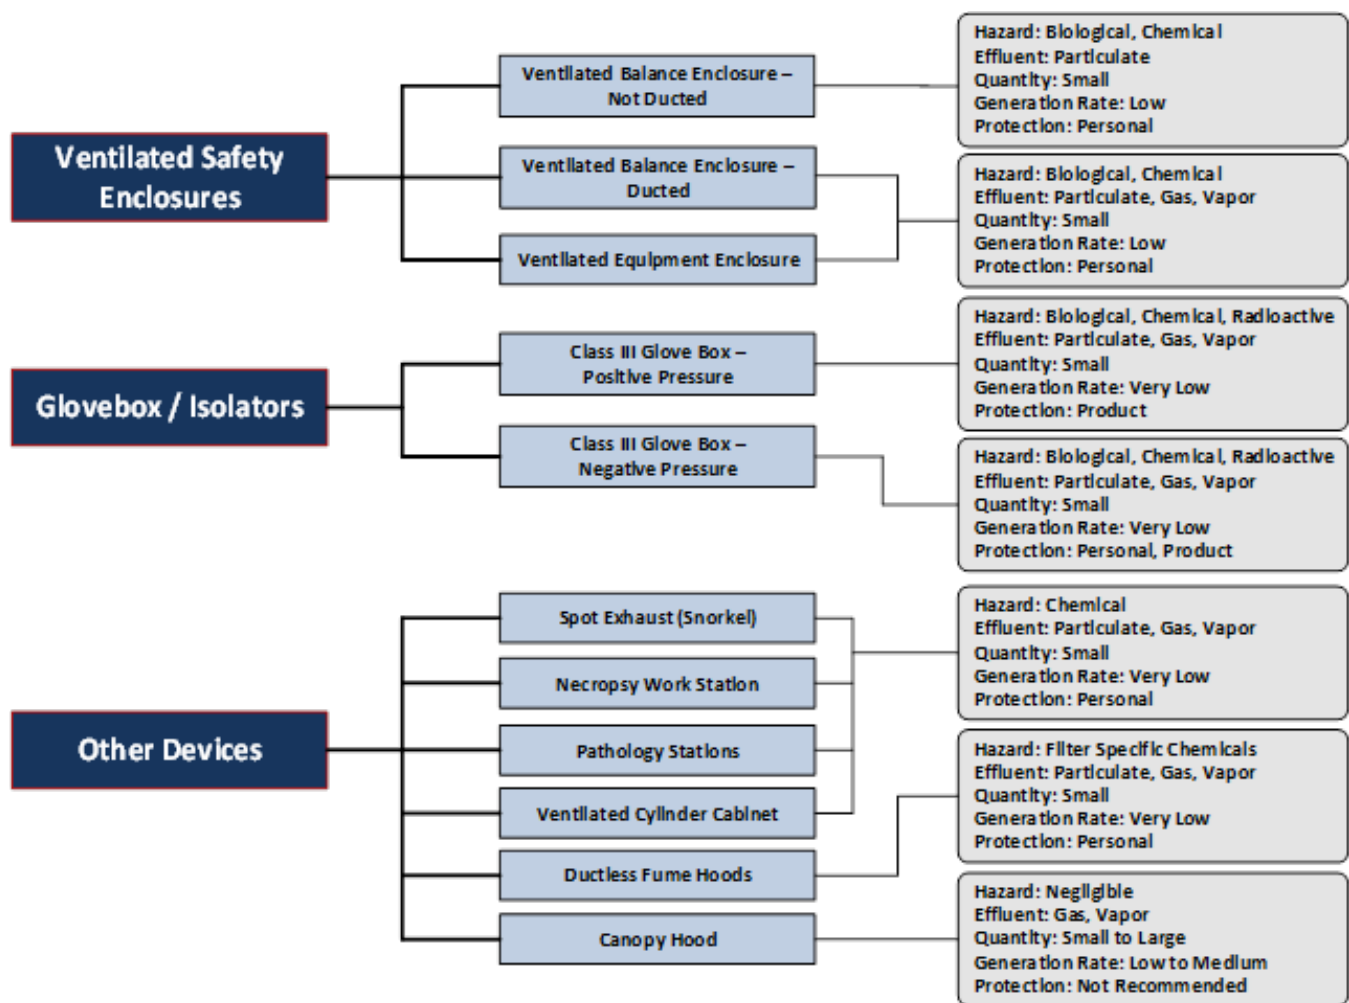 Ventilated Safety
Enclosures
Ventilated Balance Enclosure –
Not Ducted
Hazard: Biological, Chemical
Effluent: Particulate
Quantity: Small
Generation Rate: Low
Protection: Personal
Ventilated Balance Enclosure –
Ducted
Ventilated Equipment Enclosure
Hazard: Biological, Chemical
Effluent: Particulate, Gas, Vapor
Quantity: Small
Generation Rate: Low
Protection: Personal
Glovebox / Isolators
Class III Glove Box –
Positive Pressure
Hazard: Biological, Chemical, Radioactive
Effluent: Particulate, Gas, Vapor
Quantity: Small
Generation Rate: Very Low
Protection: Product
Class III Glove Box –
Negative Pressure
Hazard: Biological, Chemical, Radioactive
Effluent: Particulate, Gas, Vapor
Quantity: Small
Generation Rate: Very Low
Protection: Personal, Product
Other Devices
Spot Exhaust (Snorkel)
Necropsy Work Station
Pathology Stations
Ventilated Cylinder Cabinet
Hazard: Chemical
Effluent: Particulate, Gas, Vapor
Quantity: Small
Generation Rate: Very Low
Protection: Personal
Ductless Fume Hoods
Hazard: Filter Specific Chemicals
Effluent: Particulate, Gas, Vapor
Quantity: Small
Generation Rate: Very Low
Protection: Personal
Canopy Hood
Hazard: Negligible
Effluent: Gas, Vapor
Quantity: Small to Large
Generation Rate: Low to Medium
Protection: Not Recommended